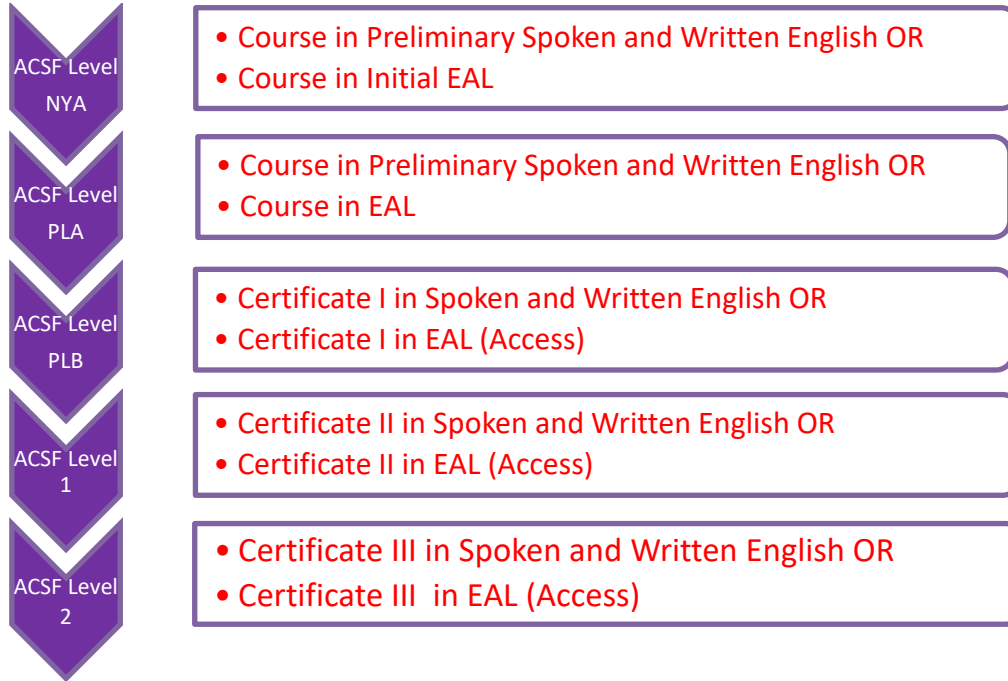 ACSF Level
NYA
• Course in Preliminary Spoken and Written English OR
• Course in Initial EAL
ACSF Level
PLA
• Course in Preliminary Spoken and Written English OR
• Course in EAL
ACSF Level
PLB
• Certificate I in Spoken and Written English OR
• Certificate I in EAL (Access)
ACSF Level
1
• Certificate II in Spoken and Written English OR
• Certificate II in EAL (Access)
ACSF Level
2
• Certificate III in Spoken and Written English OR
• Certificate III  in EAL (Access)